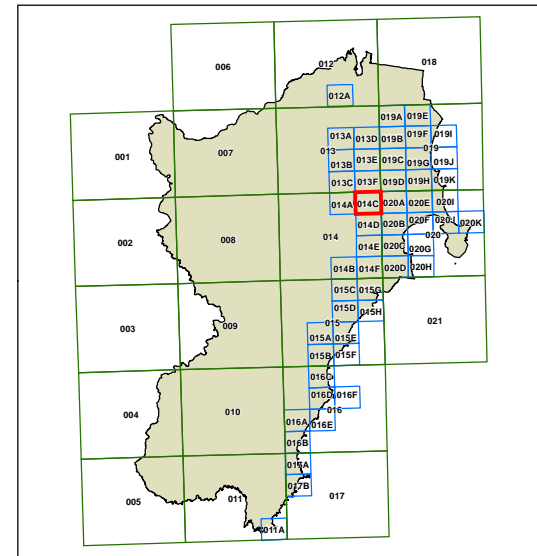 006 012 018
012A
019A 019E
013A 013D 019B 019F 019I
001 007 013 019
013B 013E 019C 019G 019J
013C 013F 019D 019H 019K
014A 014C 020A 020E 020I
014D 020B 020F 020J 020K
002 008 014 020
014E 020C 020G
014B 014F 020D 020H
015C 015G
015D 015H
003 009 015 021
015A 015E
015B 015F
016C
016D 016F
004 010 016
016A 016E
016B
017A
017B
005 011 017
011A